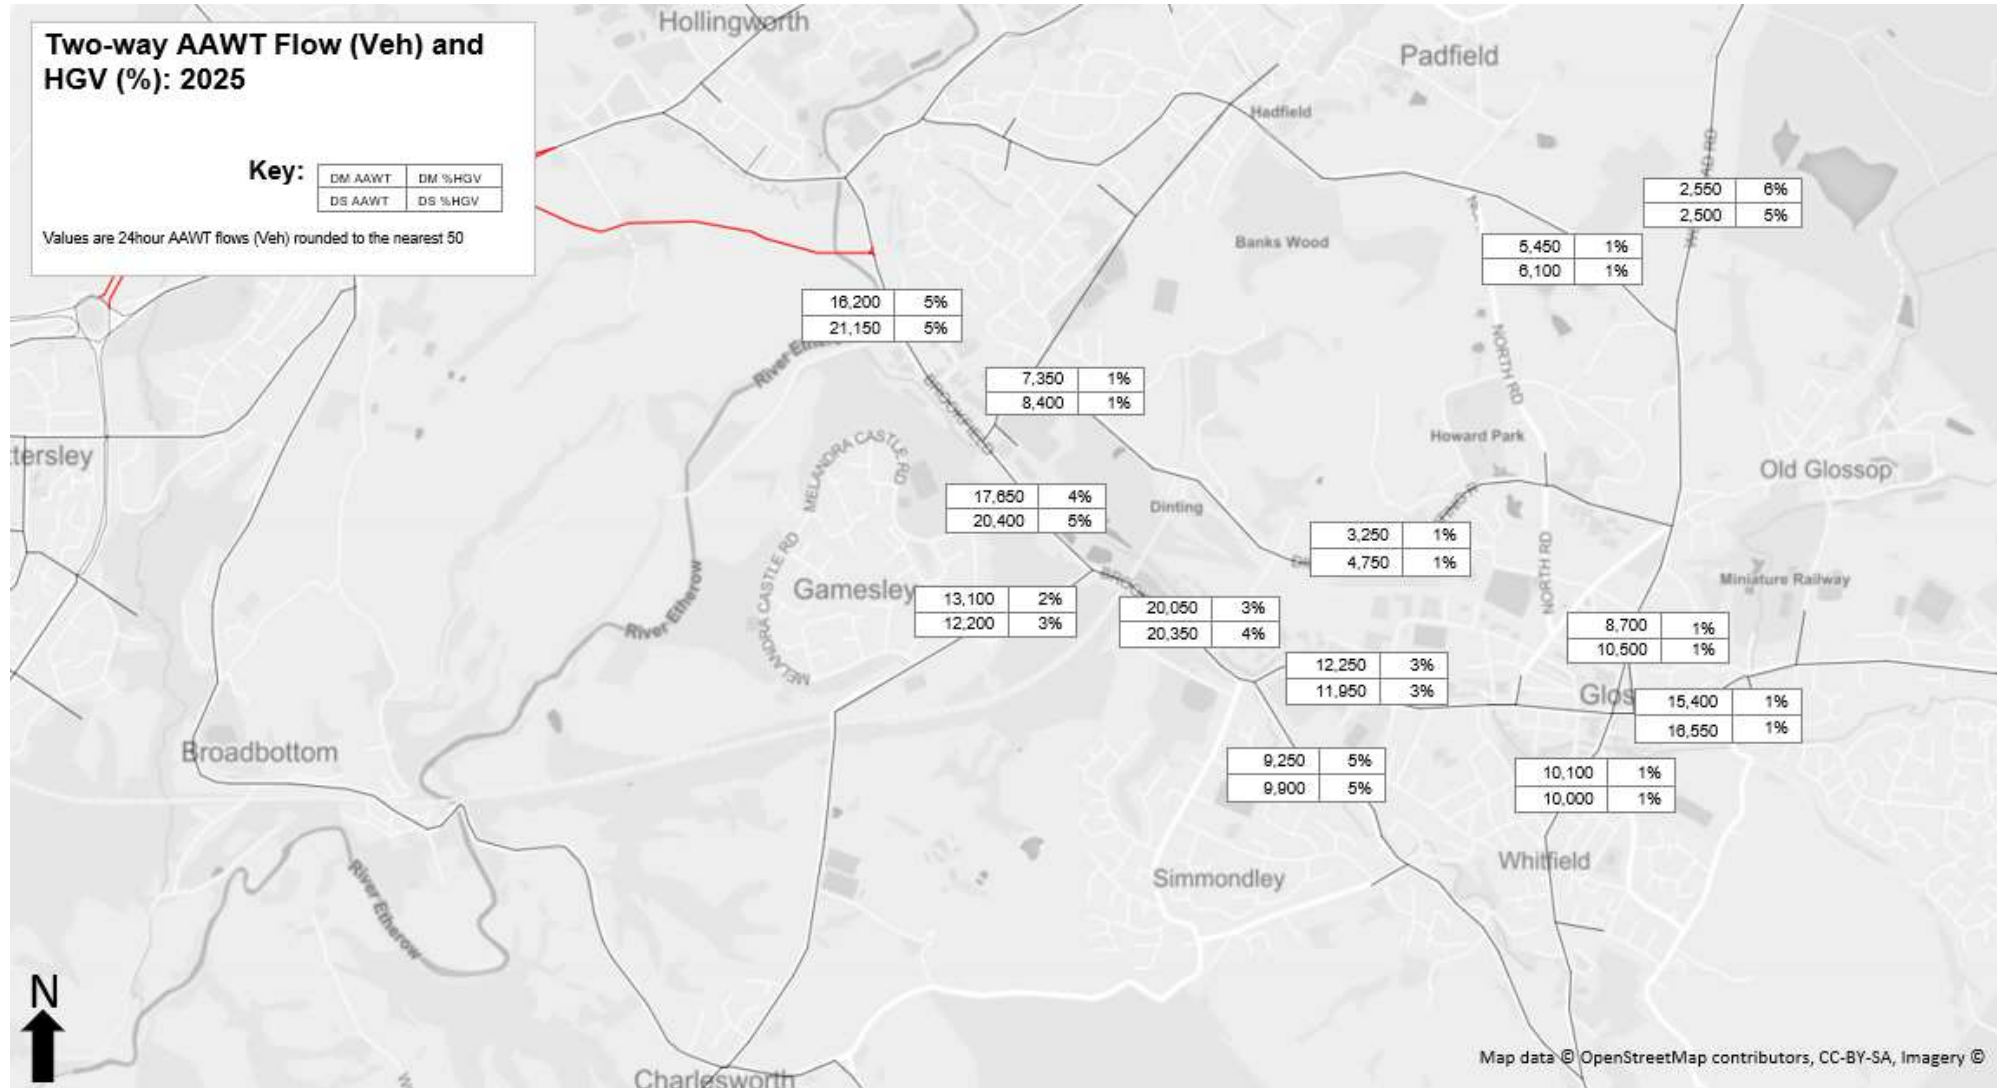 Two-way AAWT Flow (Veh) and
HGV (%): 2025
Key:
DM AAWT DM %HGV
DS AAWT DS %HGV
Values are 24hour AAWT flows (Veh) rounded to the nearest 50
Hollingworth
Padfield
Hadfield
Banks Wood
2,550 6%
2,500 5%
5,450 1%
6,100 1%
16,200 5%
21,150 5%
River
NORTH RD
7,350 1%
8,400 1%
BROOKFIELD
MELANDRA CASTLE RD
Howard Park
Old Glossop
tersley
17,650 4%
20,400 5%
Dinting
3,250 1%
4,750 1%
NORTH RD
Miniature Railway
MELANDRA CASTLE RD
Gamesley
River Etherow
13,100 2%
12,200 3%
20,050 3%
20,350 4%
8,700 1%
10,500 1%
12,250 3%
11,950 3%
Glos
15,400 1%
16,550 1%
MELANDRA
Broadbottom
9,250 5%
9,900 5%
10,100 1%
10,000 1%
Simmondley
Whitfield
River Etherow
N
Charlesworth
Map data © OpenStreetMap contributors, CC-BY-SA, Imagery ©